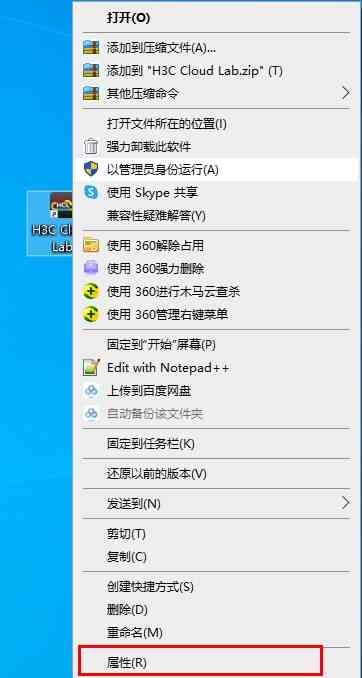 打开(O)
添加到压缩文件(A)...
添加到 "H3C Cloud Lab.zip" (T)
其他压缩命令
打开文件所在的位置(I)
强力卸载此软件
以管理员身份运行(A)
使用 Skype 共享
兼容性疑难解答(Y)
使用 360解除占用
使用 360强力删除
使用 360进行木马云查杀
使用 360管理右键菜单
固定到"开始"屏幕(P)
Edit with Notepad++
上传到百度网盘
自动备份该文件夹
固定到任务栏(K)
还原以前的版本(V)
发送到(N)
剪切(T)
复制(C)
创建快捷方式(S)
删除(D)
重命名(M)
属性(R)
H3C Cl
Lab